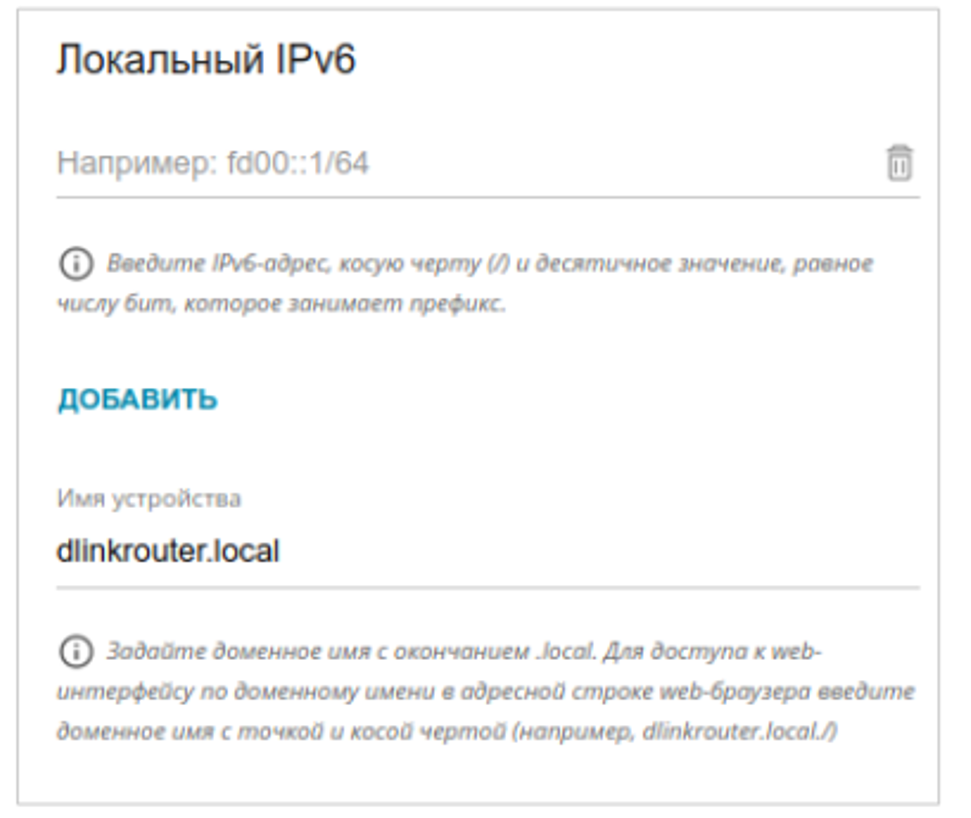 Локальный IPv6
Например: fd00::1/64
Введите IPv6-адрес, косую черту (/) и десятичное значение, равное
числу бит, которое занимает префикс.
ДОБАВИТЬ
Имя устройства
dlinkrouter.local
Задайте доменное имя с окончанием .local. Для доступа к web-
интерфейсу по доменному имени в адресной строке web-браузера введите
доменное имя с точкой и косой чертой (например, dlinkrouter.local./)